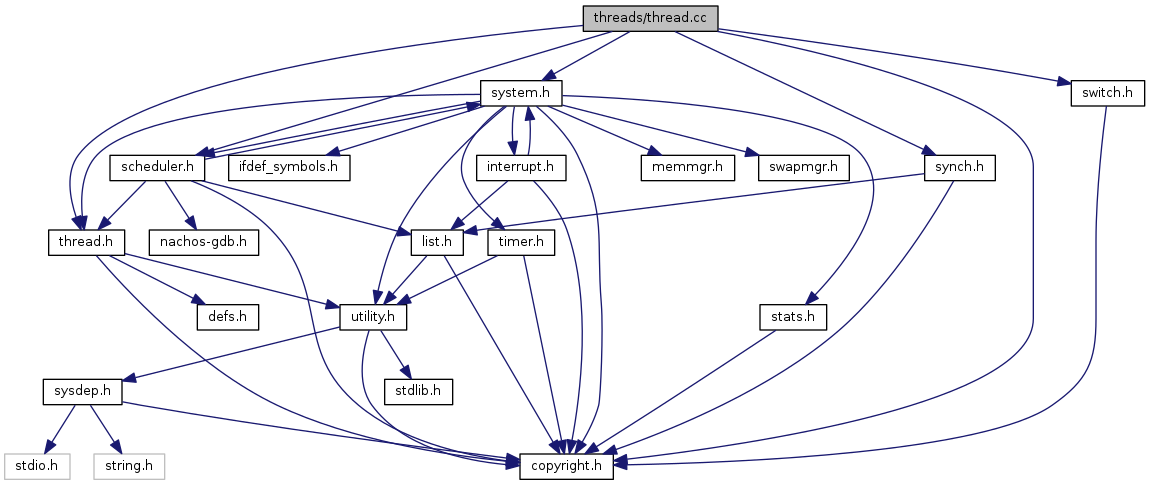 threads/thread.cc
system.h
switch.h
scheduler.h
ifdef_symbols.h
interrupt.h
memmgr.h
swapmgr.h
synch.h
thread.h
nachos-gdb.h
list.h
timer.h
defs.h
utility.h
stats.h
sysdep.h
stdlib.h
stdio.h
string.h
copyright.h